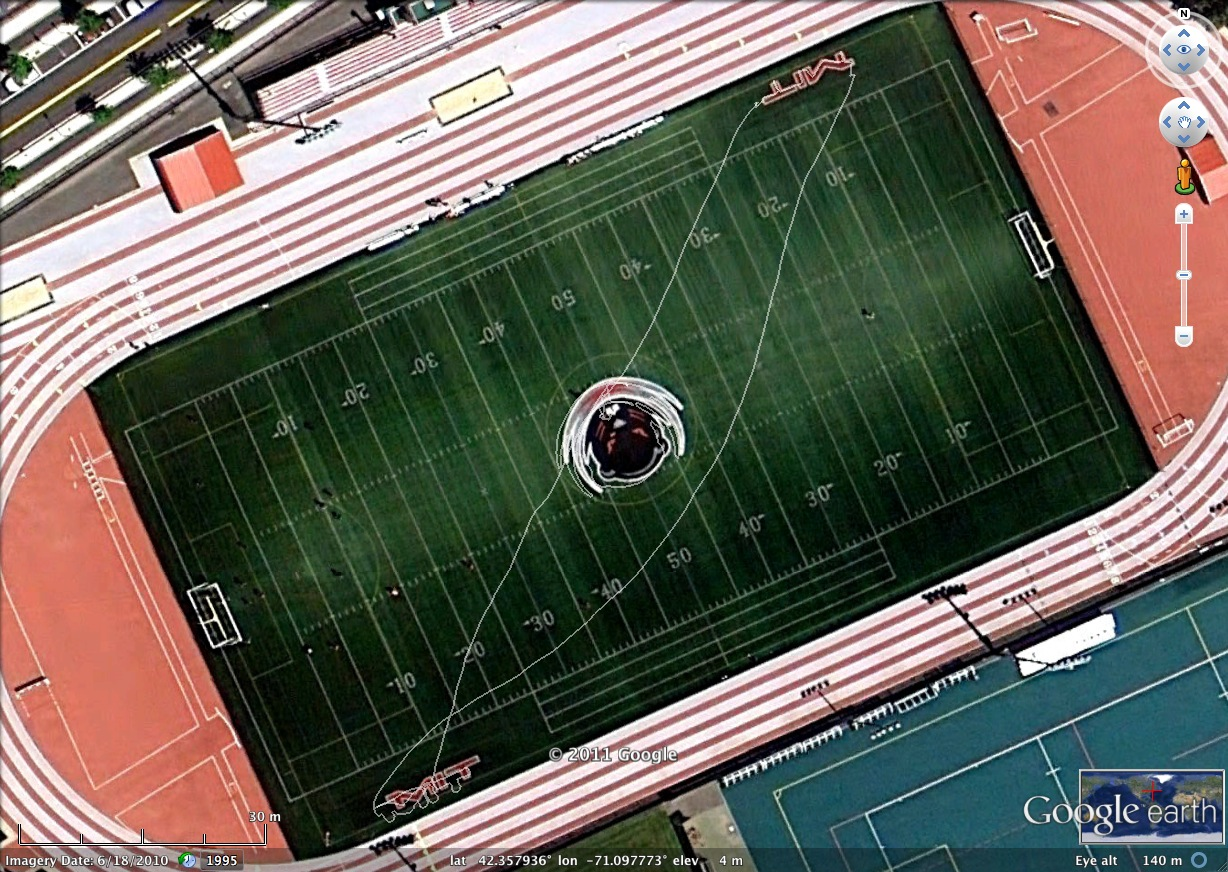 N
MIT
-10
-20
-30
-40
50
-40
-30
-20
-10
10-
20-
30-
40-
50
-40
-30
-10
MIT
© 2011 Google
30 m
Google earth
Imagery Date: 6/18/2010
1995
lat 42.357936° lon -71.097773° elev 4 m
Eye alt 140 m